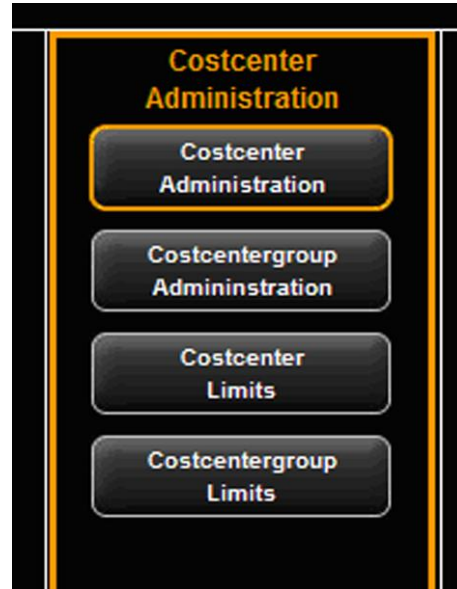 Costcenter
Administration
Costcenter
Administration
Costcentergroup
Admininstration
Costcenter
Limits
Costcentergroup
Limits